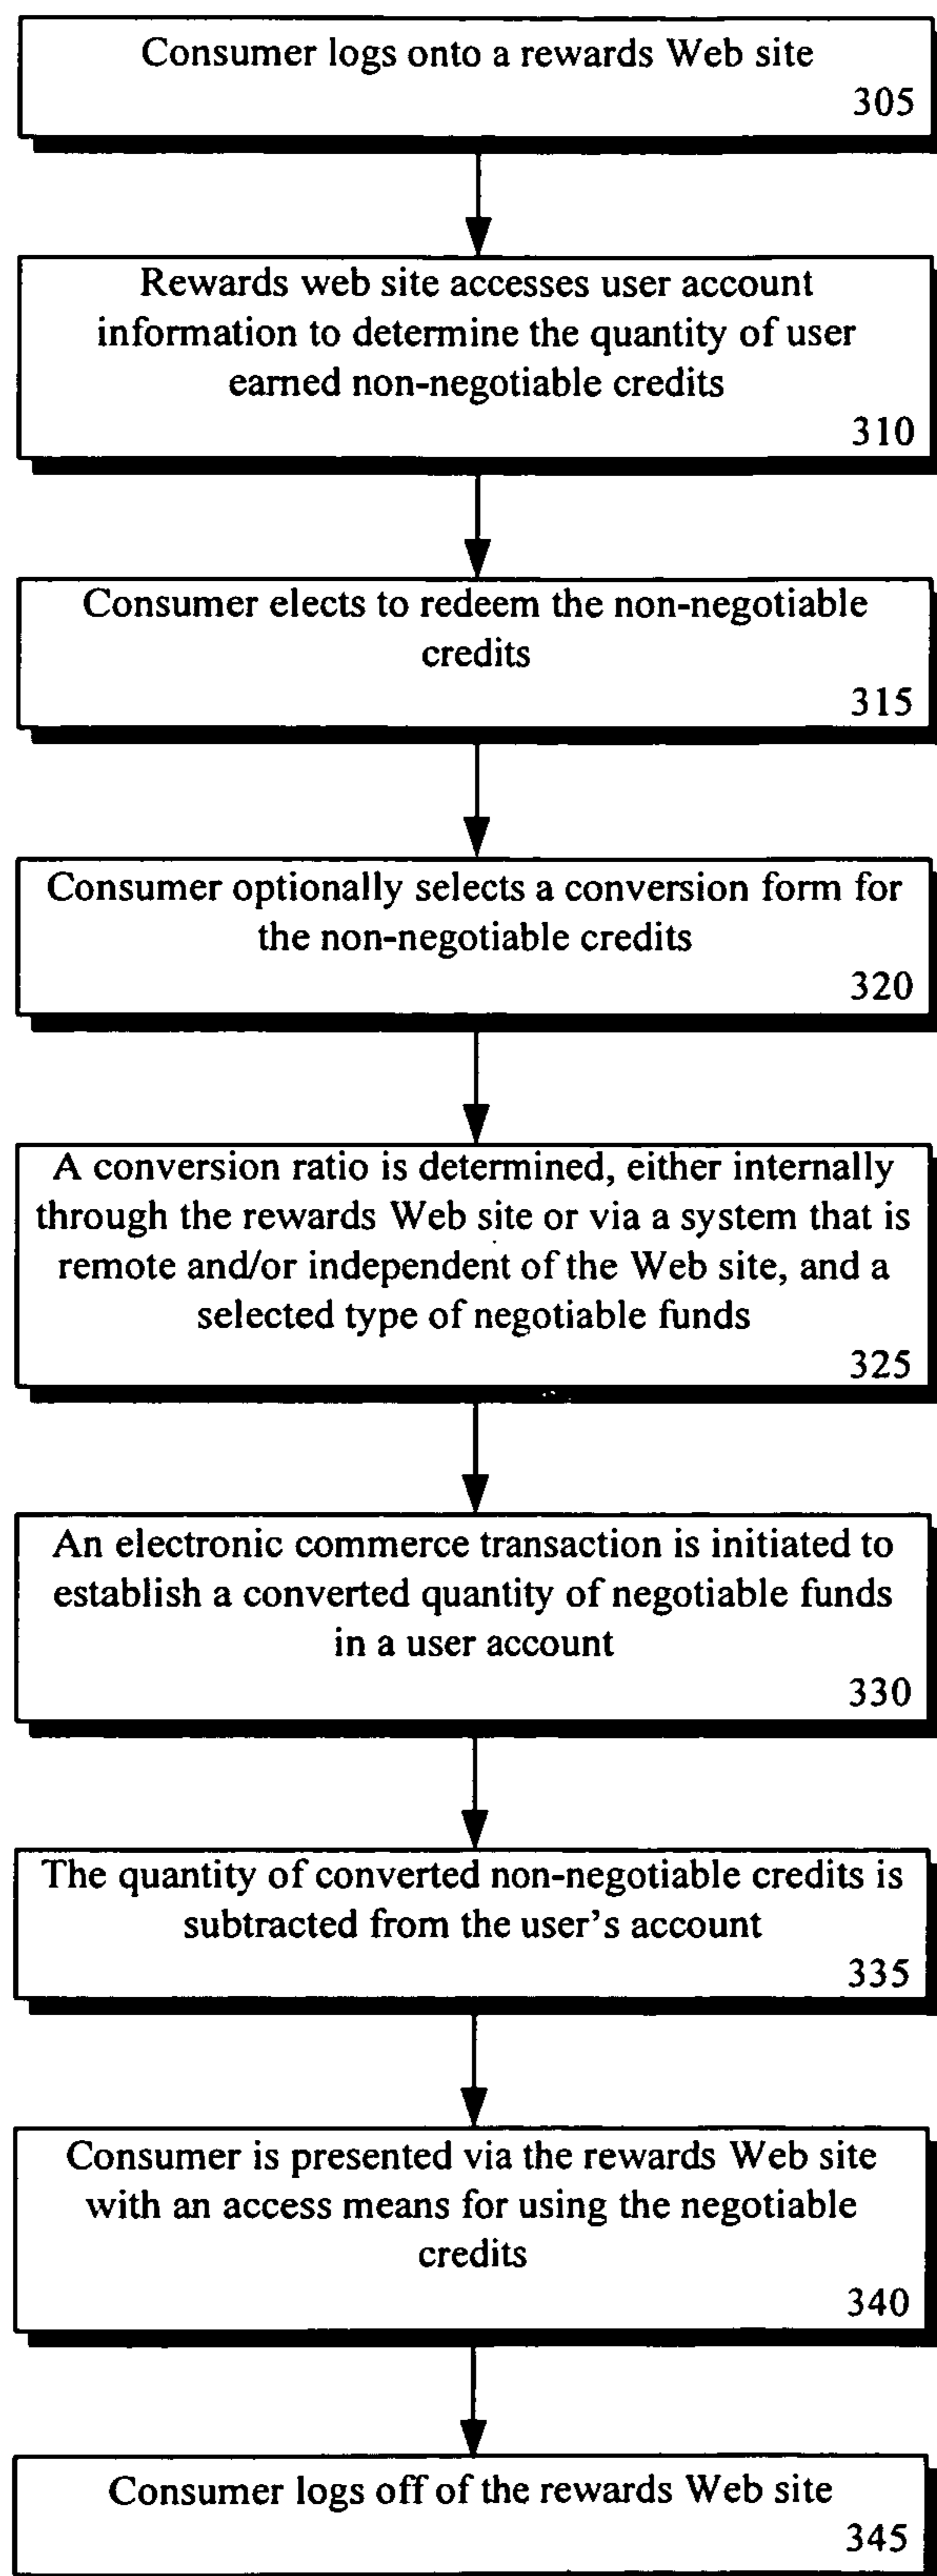 Consumer logs onto a rewards Web site
305
Rewards web site accesses user account
information to determine the quantity of user
earned non-negotiable credits
310
Consumer elects to redeem the non-negotiable
credits
315
Consumer optionally selects a conversion form for
the non-negotiable credits
320
A conversion ratio is determined, either internally
through the rewards Web site or via a system that is
remote and/or independent of the Web site, and a
selected type of negotiable funds
325
An electronic commerce transaction is initiated to
establish a converted quantity of negotiable funds
in a user account
330
The quantity of converted non-negotiable credits is
subtracted from the user's account
335
Consumer is presented via the rewards Web site
with an access means for using the negotiable
credits
340
Consumer logs off of the rewards Web site
345